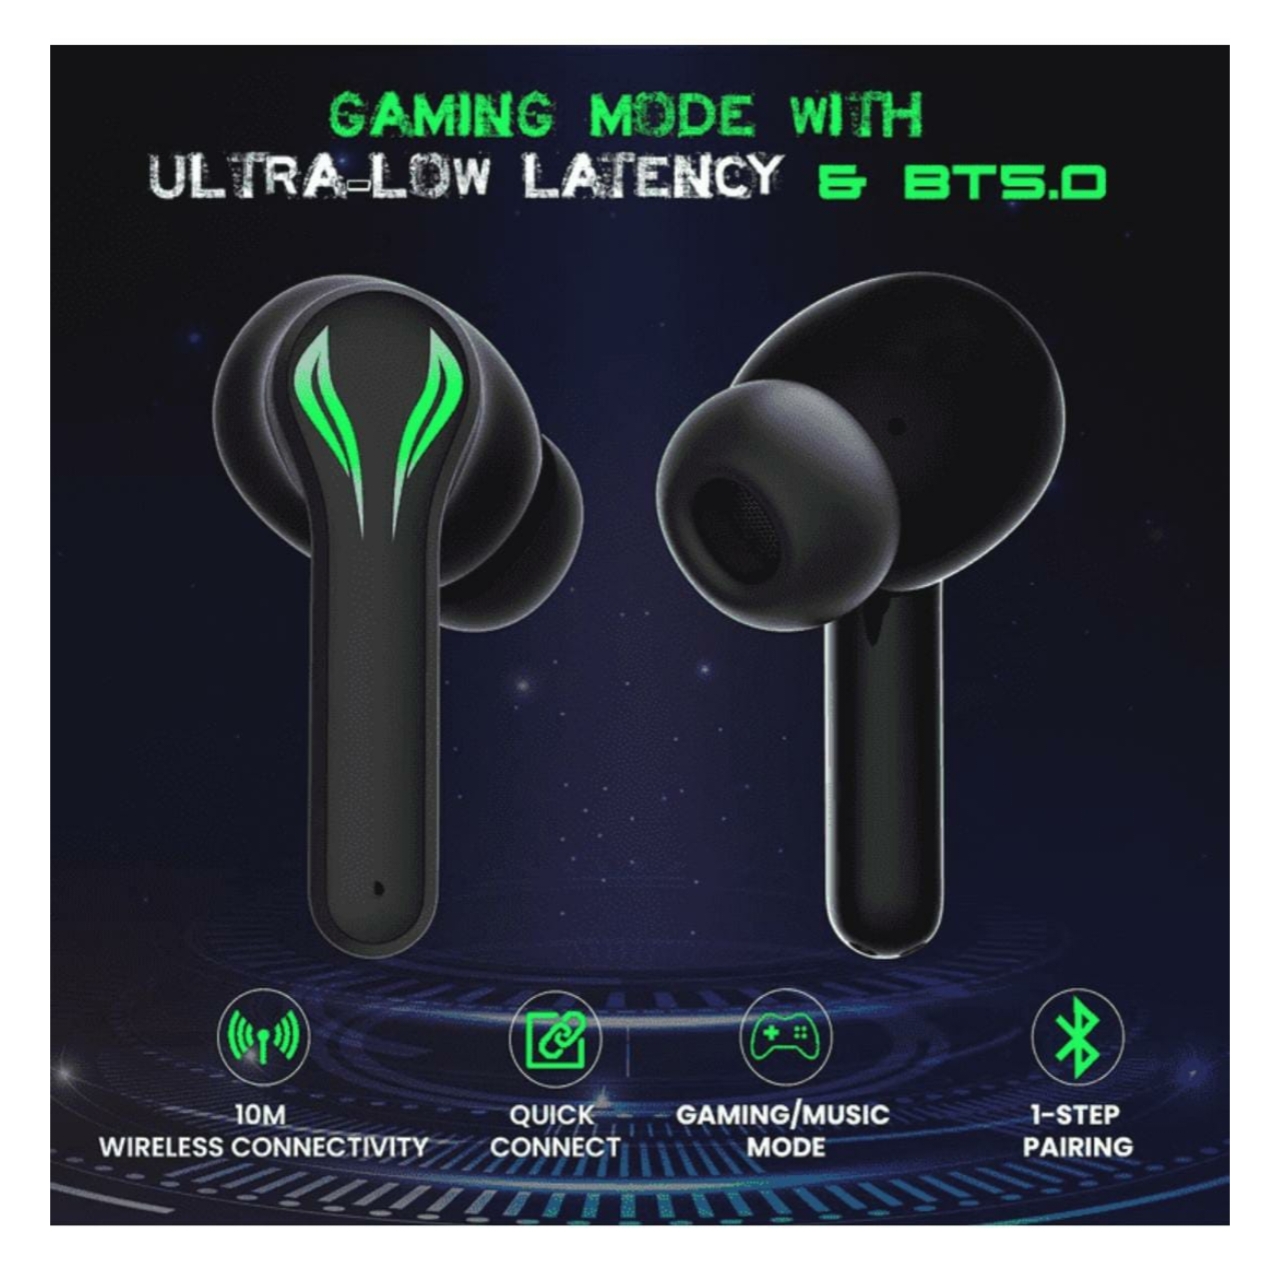 GAMING MODE WITH
ULTRA-LOW LATENCY & BT5.0
10M
WIRELESS CONNECTIVITY
QUICK
CONNECT
GAMING/MUSIC
MODE
1-STEP
PAIRING